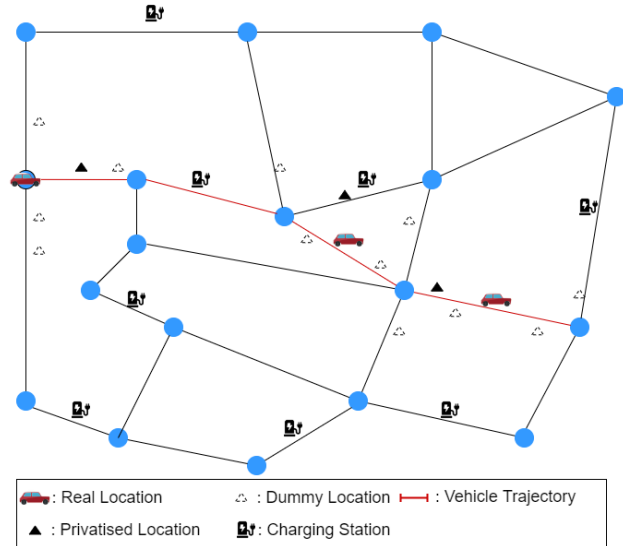 : Real Location : Dummy Location : Vehicle Trajectory
: Privatised Location : Charging Station